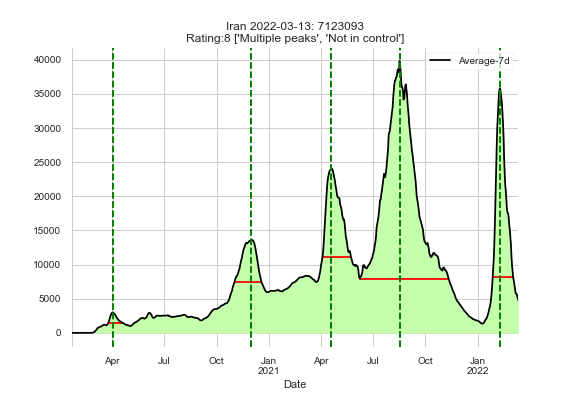 Iran 2022-03-13: 7123093
Rating:8 ['Multiple peaks', 'Not in control']
Average-7d
40000
35000
30000
25000
20000
15000
10000
5000
0
Apr Jul Oct Jan Apr Jul Oct Jan
2021 2022
Date